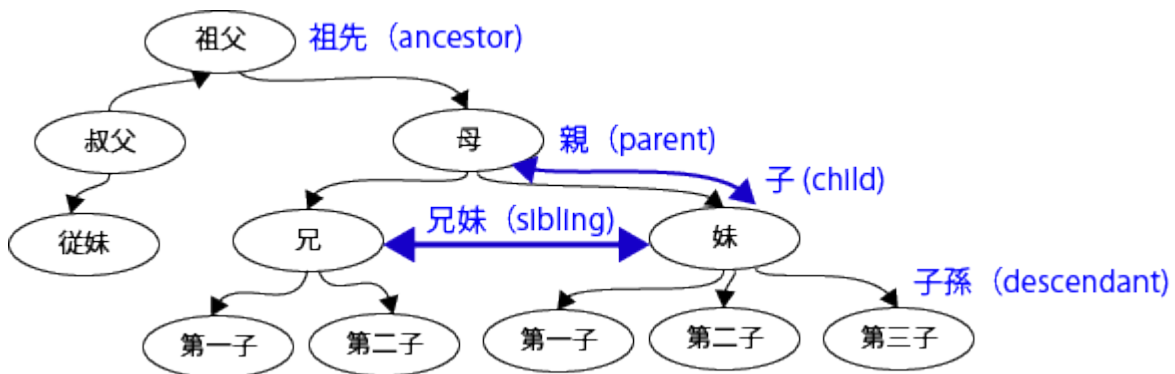 祖父
祖先（ancestor)
叔父
母
親（parent)
子 (child)
従妹
兄
兄妹（sibling)
妹
子孫（descendant)
第一子
第二子
第一子
第二子
第三子